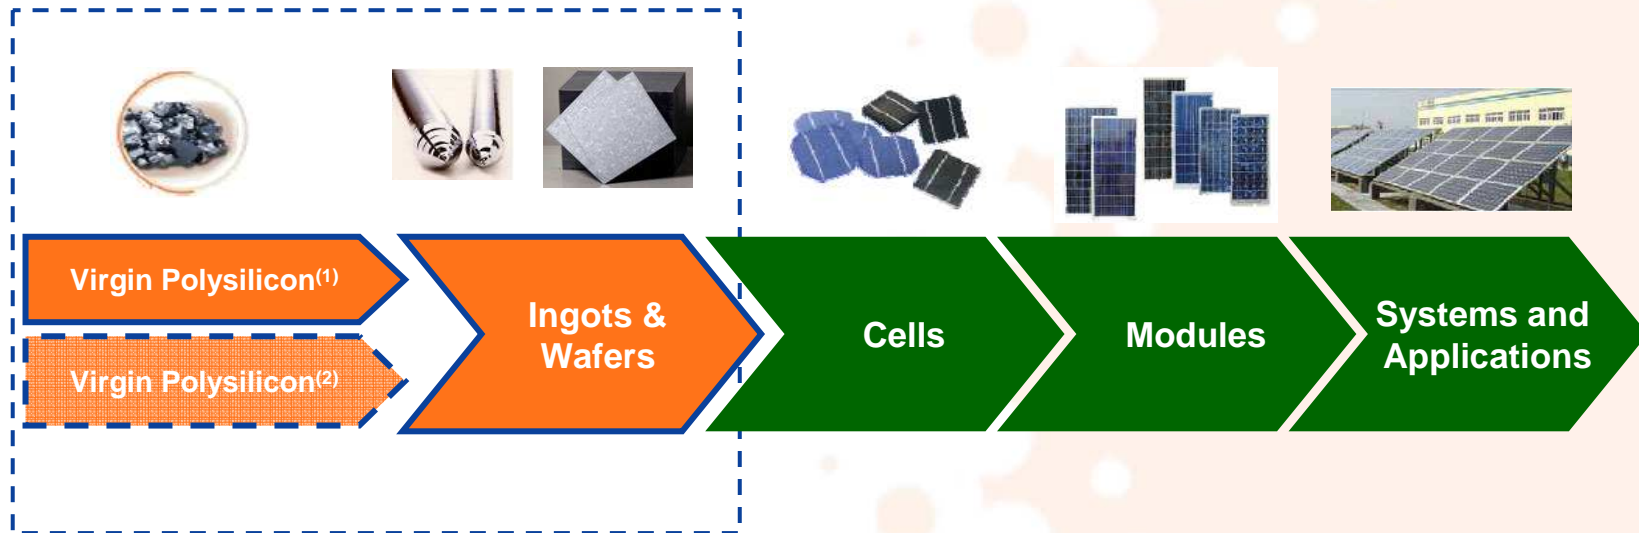 Virgin Polysilicon(1)
Virgin Polysilicon(2)
Ingots &
Wafers
Cells
Modules
Systems and
Applications